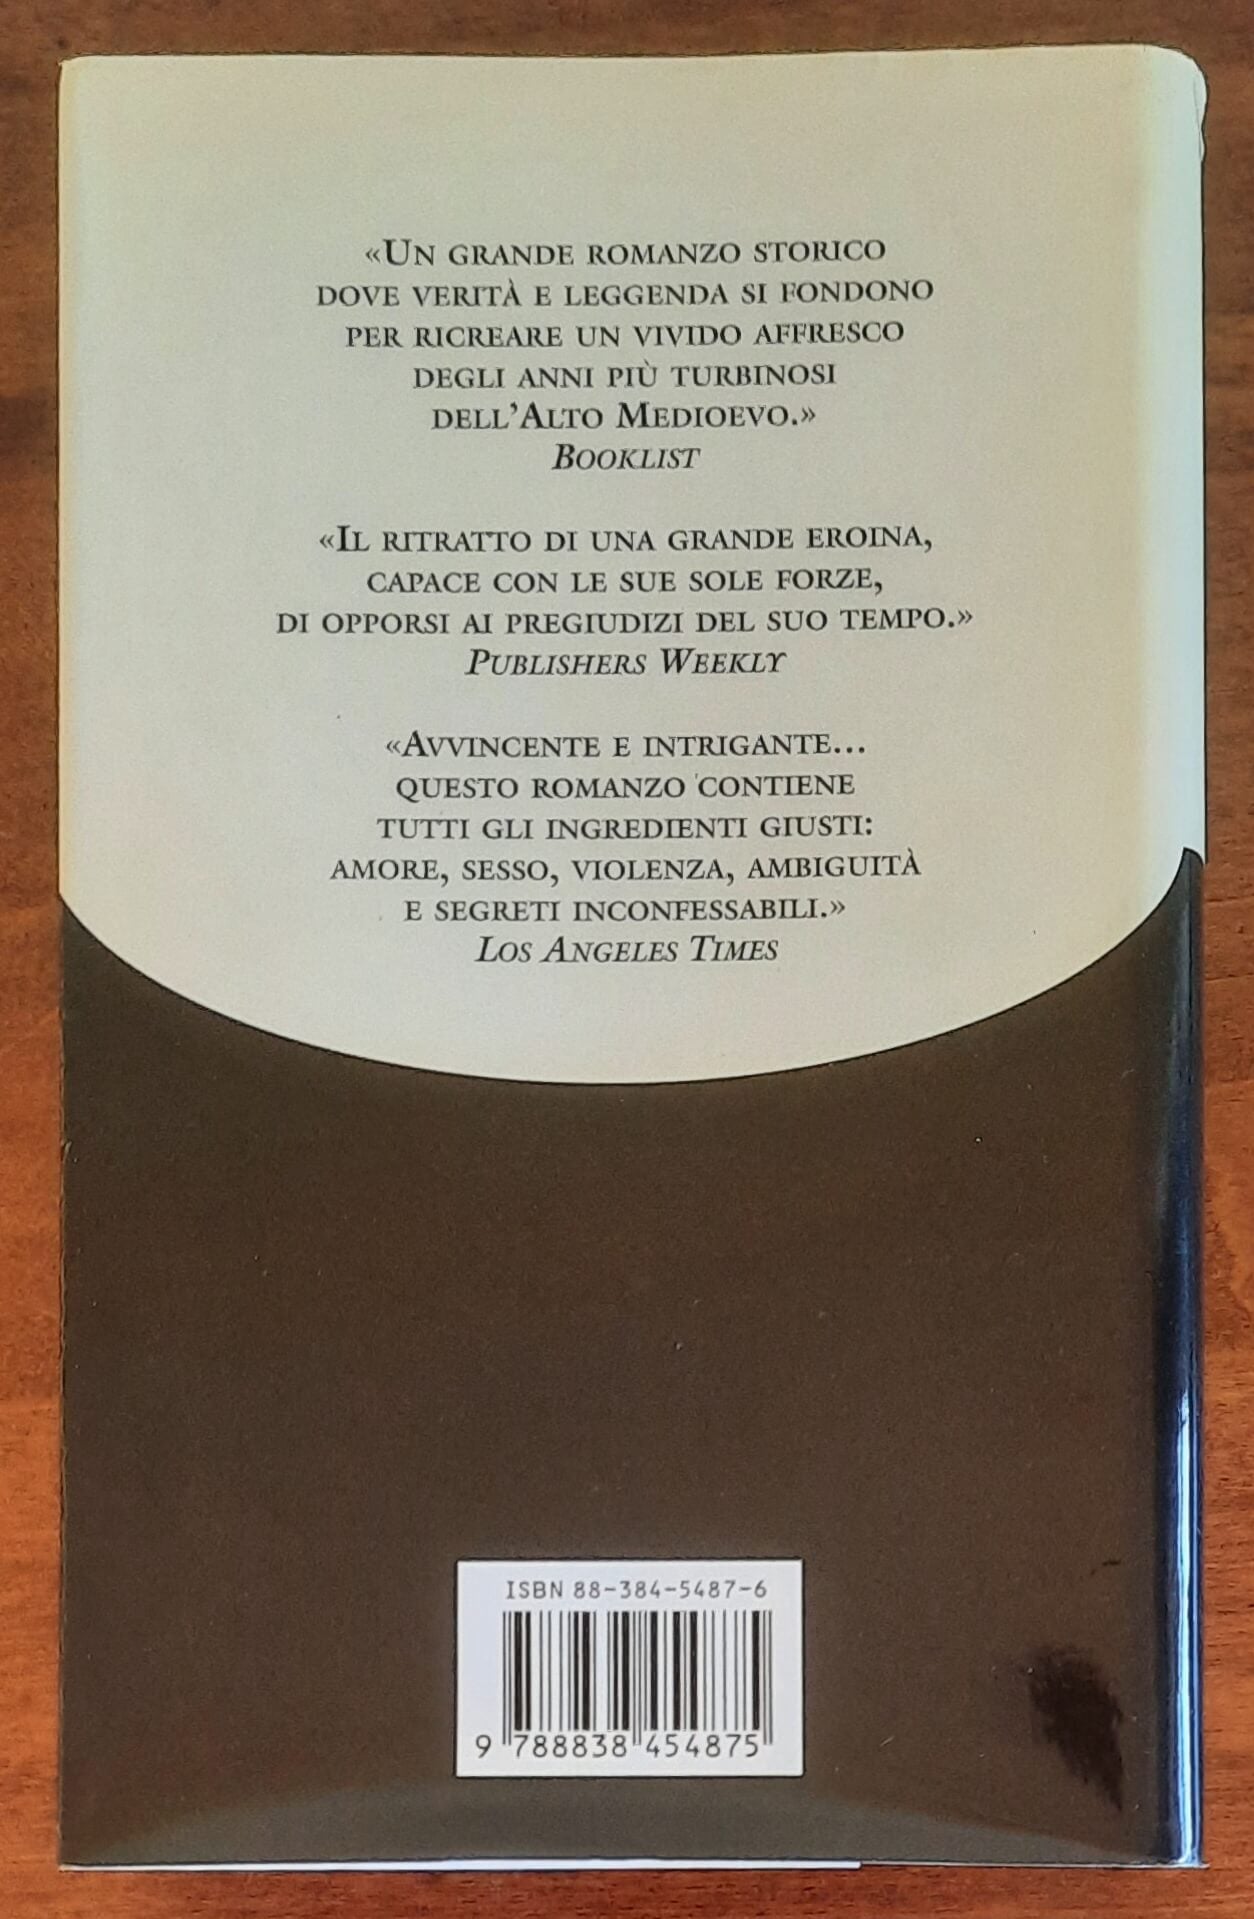 «Un grande romanzo storico
dove verità e leggenda si fondono
per ricreare un vivido affresco
degli anni più turbinosi
dell’Alto Medioevo.»
Booklist
«Il ritratto di una grande eroina,
capace con le sue sole forze,
di opporsi ai pregiudizi del suo tempo.»
Publishers Weekly
«Avvincente e intrigante...
questo romanzo contiene
tutti gli ingredienti giusti:
amore, sesso, violenza, ambiguità
e segreti inconfessabili.»
Los Angeles Times
ISBN 88-384-5487-6
9 788838 454875